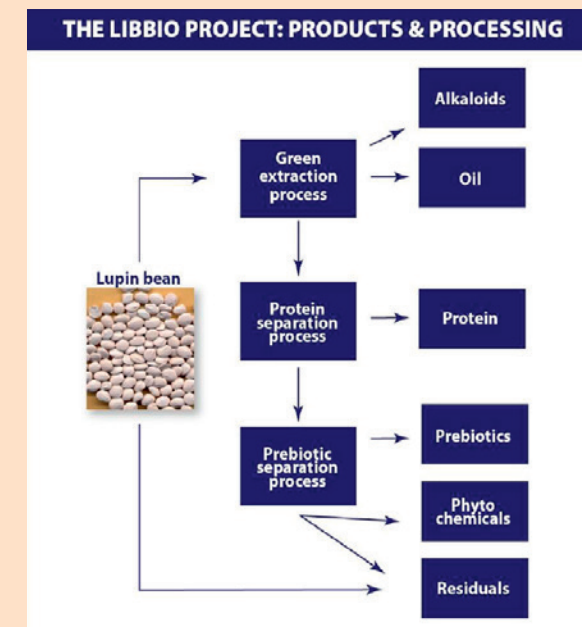 THE LIBBIO PROJECT: PRODUCTS & PROCESSING
Alkaloids
Green
extraction
process
Oil
Lupin bean
Protein
separation
process
Protein
Prebiotic
separation
process
Prebiotics
Phyto
chemicals
Residuals